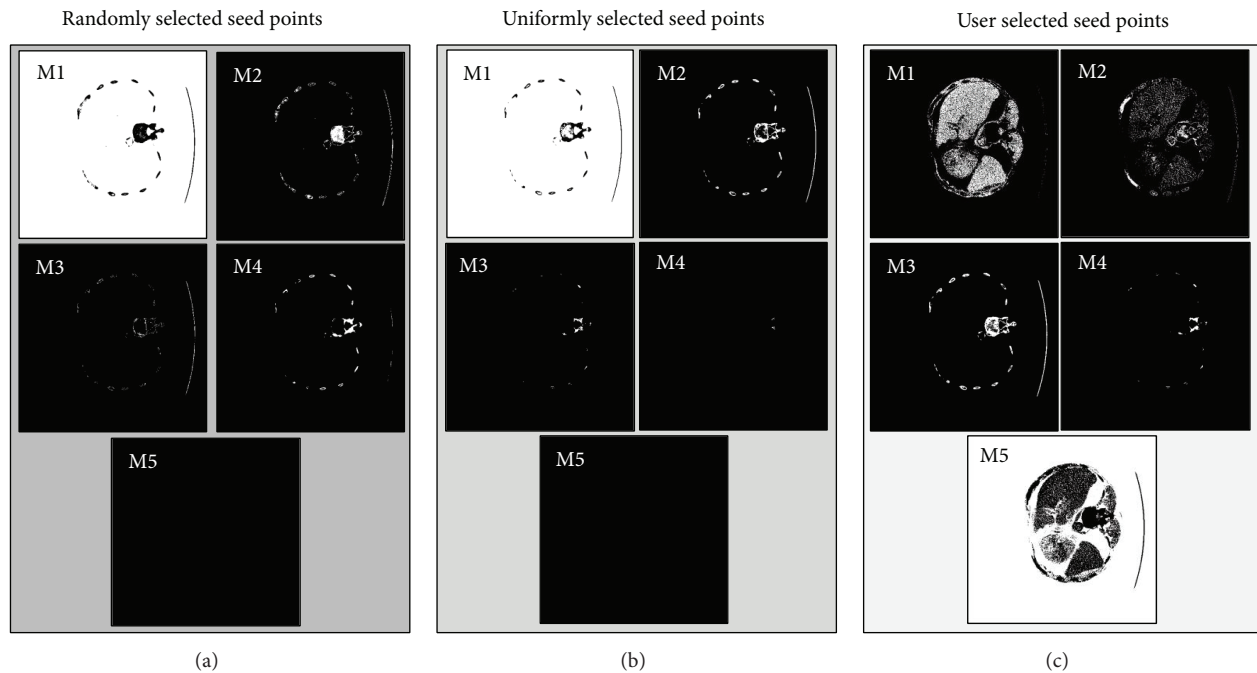 Randomly selected seed points
M1
M2
M3
M4
M5
(a)
Uniformly selected seed points
M1
M2
M3
M4
M5
(b)
User selected seed points
M1
M2
M3
M4
M5
(c)